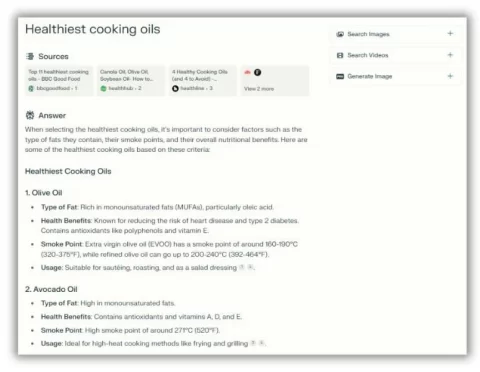 Healthiest cooking oils
Search Images
Search Videos
Generate Image
Sources
Top 11 healthiest cooking
oils - BBC Good Food
bbcgoodfood · 1
Canola Oil, Olive Oil,
Soybean Oil- How to...
healthhub · 2
4 Healthy Cooking Oils
(and 4 to Avoid) -...
healthline · 3
View 2 more
Answer
When selecting the healthiest cooking oils, it's important to consider factors such as the
type of fats they contain, their smoke points, and their overall nutritional benefits. Here are
some of the healthiest cooking oils based on these criteria:
Healthiest Cooking Oils
1. Olive Oil
• Type of Fat: Rich in monounsaturated fats (MUFAs), particularly oleic acid.
• Health Benefits: Known for reducing the risk of heart disease and type 2 diabetes.
Contains antioxidants like polyphenols and vitamin E.
• Smoke Point: Extra virgin olive oil (EVOO) has a smoke point of around 160-190°C
(320-375°F), while refined olive oil can go up to 200-240°C (392-464°F).
• Usage: Suitable for sautéing, roasting, and as a salad dressing
2. Avocado Oil
• Type of Fat: High in monounsaturated fats.
• Health Benefits: Contains antioxidants and vitamins A, D, and E.
• Smoke Point: High smoke point of around 271°C (520°F).
• Usage: Ideal for high-heat cooking methods like frying and grilling